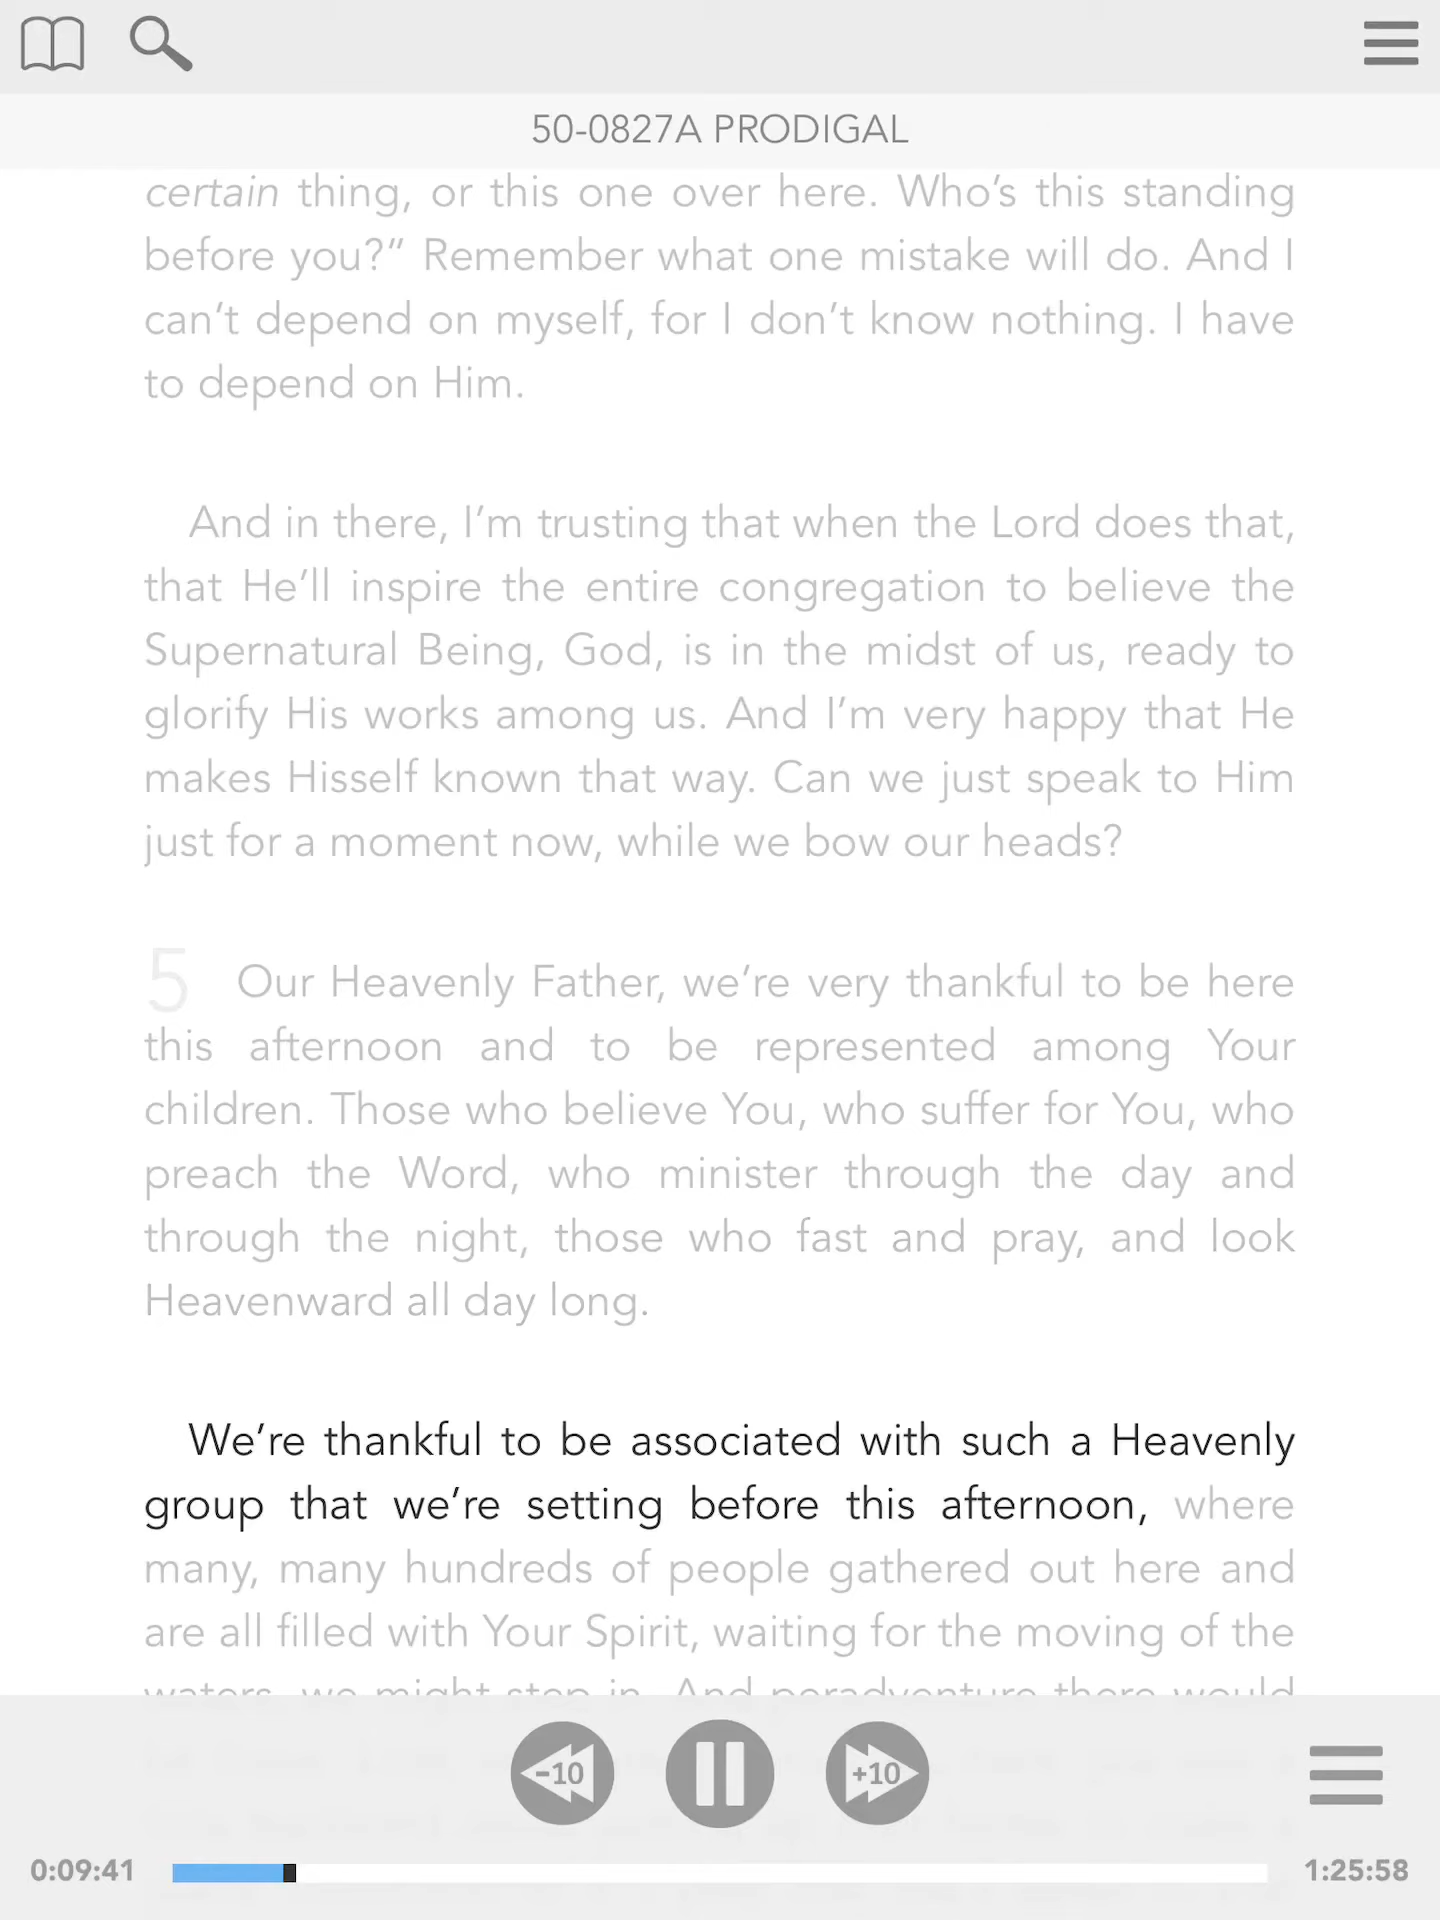 50-0827A PRODIGAL
certain thing, or this one over here. Who’s this standing
before you?” Remember what one mistake will do. And I
can’t depend on myself, for I don’t know nothing. I have
to depend on Him.
And in there, I’m trusting that when the Lord does that,
that He’ll inspire the entire congregation to believe the
Supernatural Being, God, is in the midst of us, ready to
glorify His works among us. And I’m very happy that He
makes Hisself known that way. Can we just speak to Him
just for a moment now, while we bow our heads?
5 Our Heavenly Father, we’re very thankful to be here
this afternoon and to be represented among Your
children. Those who believe You, who suffer for You, who
preach the Word, who minister through the day and
through the night, those who fast and pray, and look
Heavenward all day long.
We’re thankful to be associated with such a Heavenly
group that we’re setting before this afternoon, where
many, many hundreds of people gathered out here and
are all filled with Your Spirit, waiting for the moving of the
waters, we might step in. And peradventure there would
-10 +10
0:09:41 1:25:58